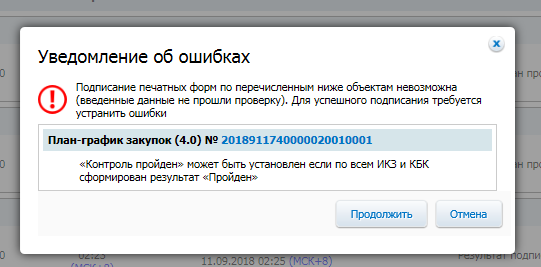 Уведомление об ошибках
Подписание печатных форм по перечисленным ниже объектам невозможна
(введенные данные не прошли проверку). Для успешного подписания требуется
устранить ошибки
План-график закупок (4.0) № 2018911740000020010001
«Контроль пройден» может быть установлен если по всем ИКЗ и КБК
сформирован результат «Пройден»
Продолжить Отмена
02:25
(МСК+8) 11.09.2018 02:25 (МСК+8) Результат подпи